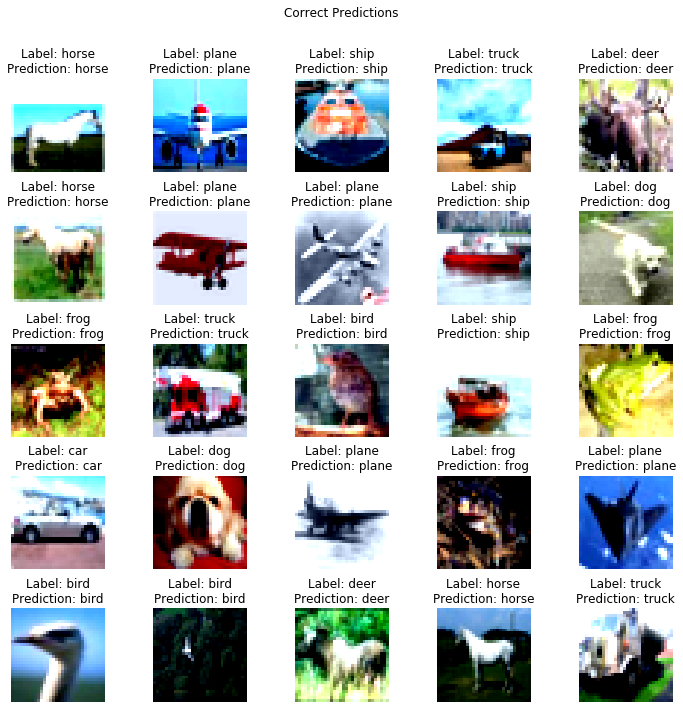 Correct Predictions
Label: horse
Prediction: horse
Label: plane
Prediction: plane
Label: ship
Prediction: ship
Label: truck
Prediction: truck
Label: deer
Prediction: deer
Label: horse
Prediction: horse
Label: plane
Prediction: plane
Label: plane
Prediction: plane
Label: ship
Prediction: ship
Label: dog
Prediction: dog
Label: frog
Prediction: frog
Label: truck
Prediction: truck
Label: bird
Prediction: bird
Label: ship
Prediction: ship
Label: frog
Prediction: frog
Label: car
Prediction: car
Label: dog
Prediction: dog
Label: plane
Prediction: plane
Label: frog
Prediction: frog
Label: plane
Prediction: plane
Label: bird
Prediction: bird
Label: bird
Prediction: bird
Label: deer
Prediction: deer
Label: horse
Prediction: horse
Label: truck
Prediction: truck